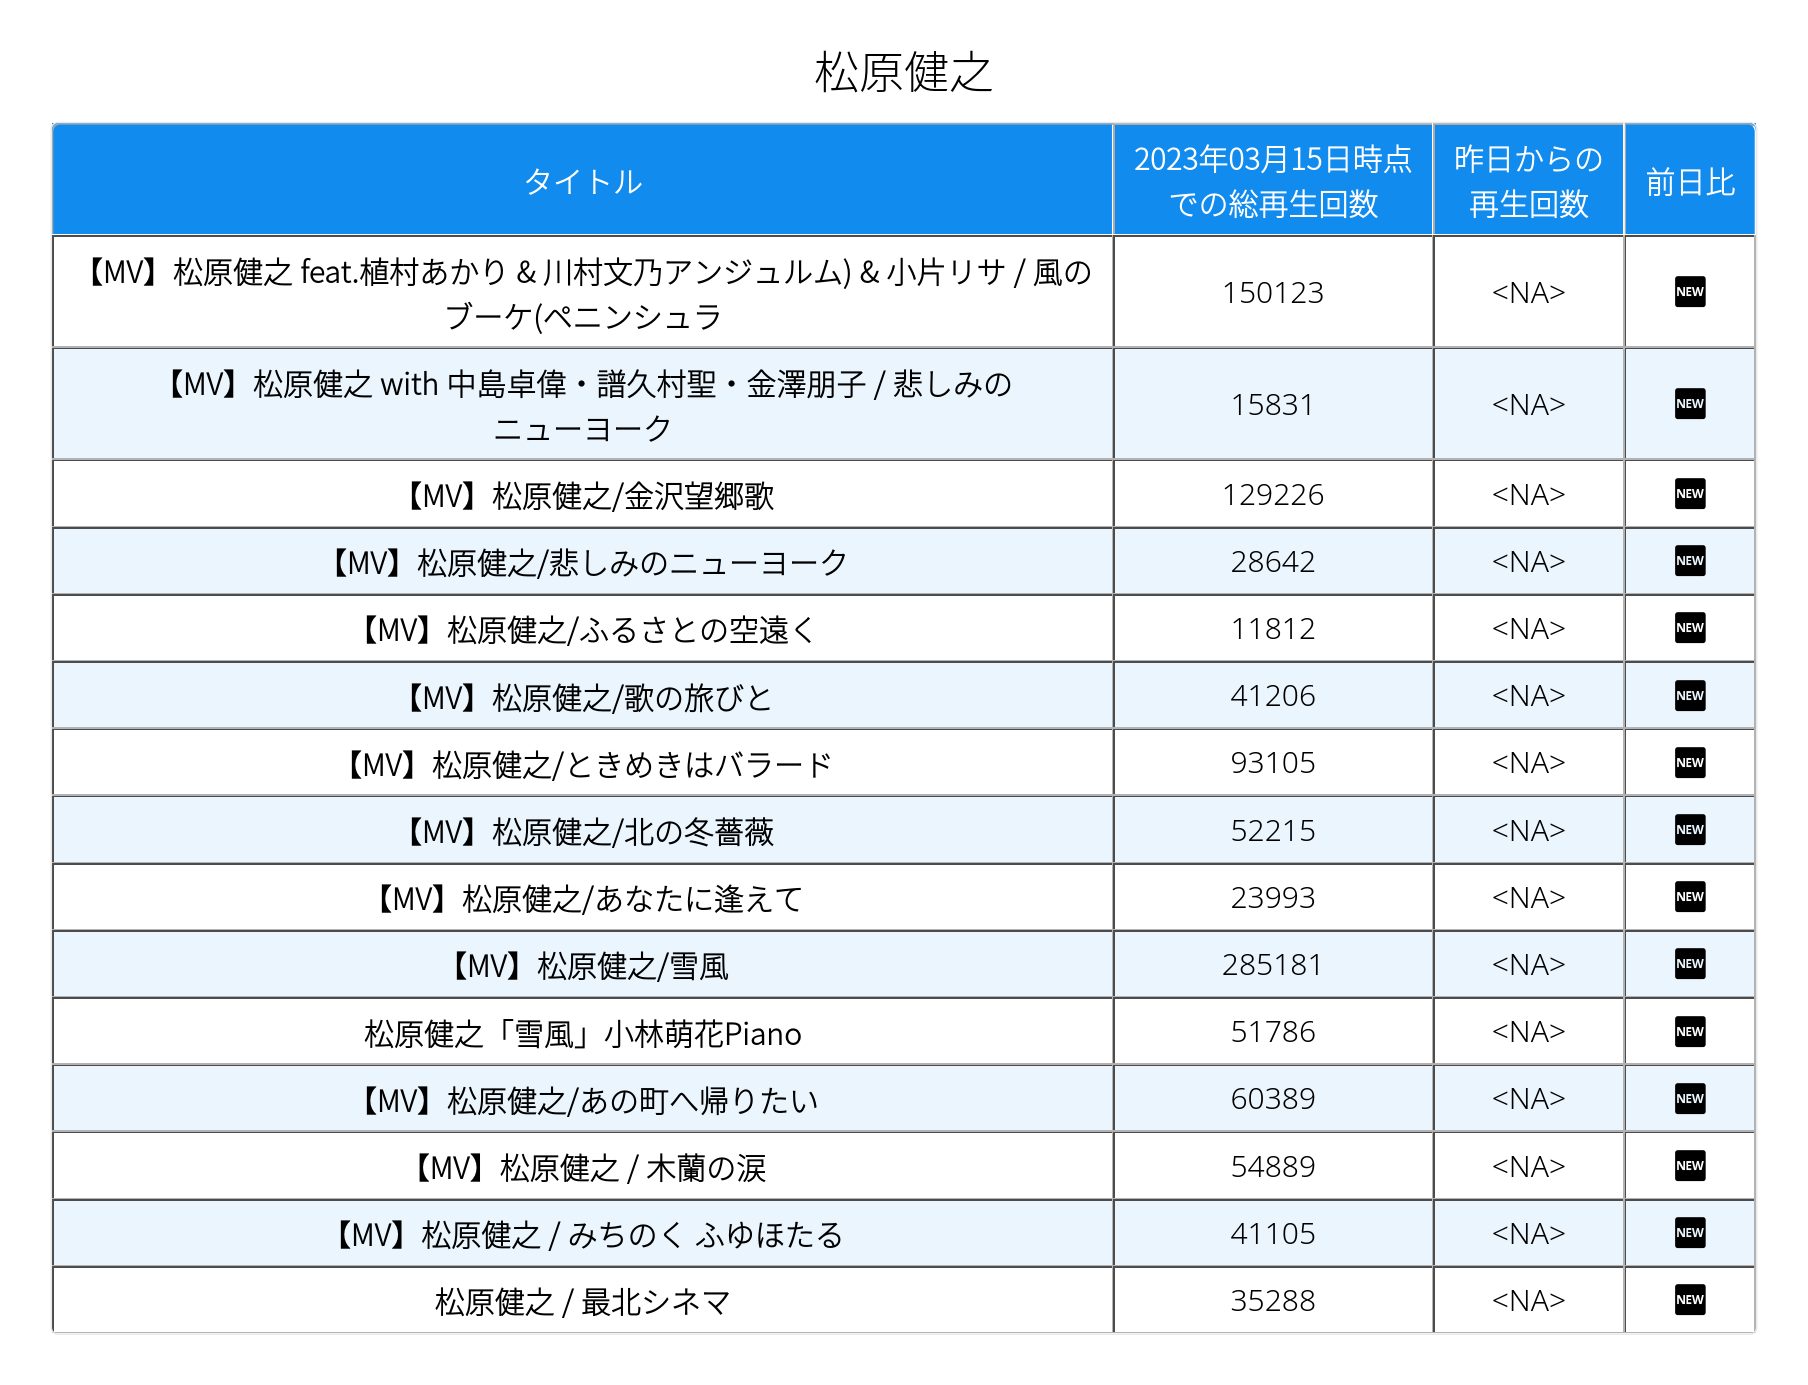 松原健之
タイトル
2023年03月15日時点
での総再生回数
昨日からの
再生回数
前日比
【MV】松原健之 feat.植村あかり & 川村文乃アンジュルム) & 小片リサ / 風の
ブーケ(ペニンシュラ
150123
<NA>
NEW
【MV】松原健之 with 中島卓偉・譜久村聖・金澤朋子 / 悲しみの
ニューヨーク
15831
<NA>
NEW
【MV】松原健之/金沢望郷歌
129226
<NA>
NEW
【MV】松原健之/悲しみのニューヨーク
28642
<NA>
NEW
【MV】松原健之/ふるさとの空遠く
11812
<NA>
NEW
【MV】松原健之/歌の旅びと
41206
<NA>
NEW
【MV】松原健之/ときめきはバラード
93105
<NA>
NEW
【MV】松原健之/北の冬薔薇
52215
<NA>
NEW
【MV】松原健之/あなたに逢えて
23993
<NA>
NEW
【MV】松原健之/雪風
285181
<NA>
NEW
松原健之「雪風」小林萌花Piano
51786
<NA>
NEW
【MV】松原健之/あの町へ帰りたい
60389
<NA>
NEW
【MV】松原健之 / 木蘭の涙
54889
<NA>
NEW
【MV】松原健之 / みちのく ふゆほたる
41105
<NA>
NEW
松原健之 / 最北シネマ
35288
<NA>
NEW